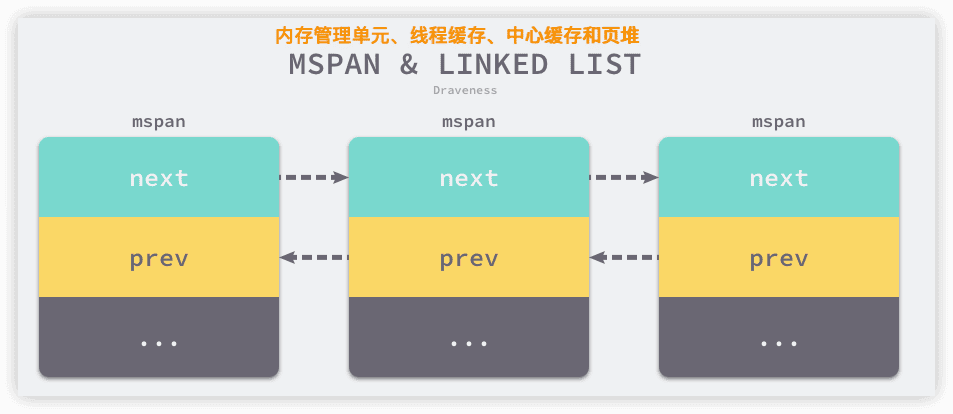 内存管理单元、线程缓存、中心缓存和页堆
MSPAN & LINKED LIST
Draveness
mspan mspan mspan
next next next
prev prev prev
... ... ...